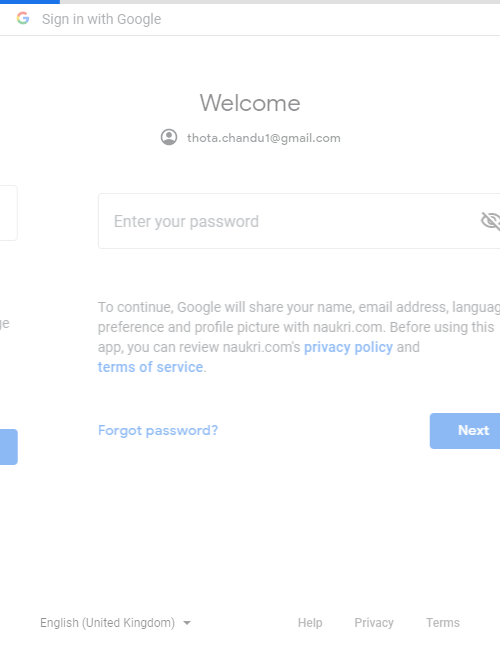 Sign in with Google
Welcome
thota.chandu1@gmail.com
Enter your password
To continue, Google will share your name, email address, languag
ge
preference and profile picture with naukri.com. Before using this
app, you can review naukri.com's privacy policy and
terms of service.
Forgot password?
Next
English (United Kingdom)
Help
Privacy
Terms